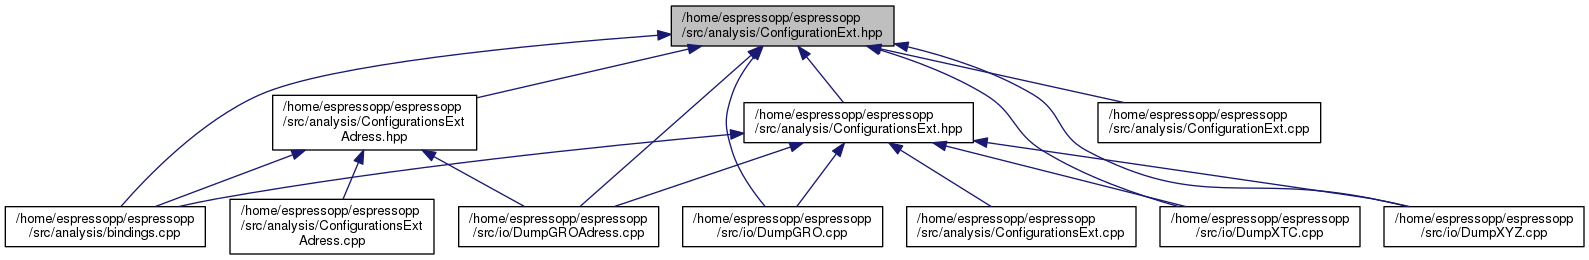 /home/espressopp/espressopp
/src/analysis/ConfigurationExt.hpp
/home/espressopp/espressopp
/src/analysis/ConfigurationsExt
Adress.hpp
/home/espressopp/espressopp
/src/analysis/ConfigurationsExt.hpp
/home/espressopp/espressopp
/src/analysis/ConfigurationExt.cpp
/home/espressopp/espressopp
/src/analysis/bindings.cpp
/home/espressopp/espressopp
/src/analysis/ConfigurationsExt
Adress.cpp
/home/espressopp/espressopp
/src/io/DumpGROAdress.cpp
/home/espressopp/espressopp
/src/io/DumpGRO.cpp
/home/espressopp/espressopp
/src/analysis/ConfigurationsExt.cpp
/home/espressopp/espressopp
/src/io/DumpXTC.cpp
/home/espressopp/espressopp
/src/io/DumpXYZ.cpp